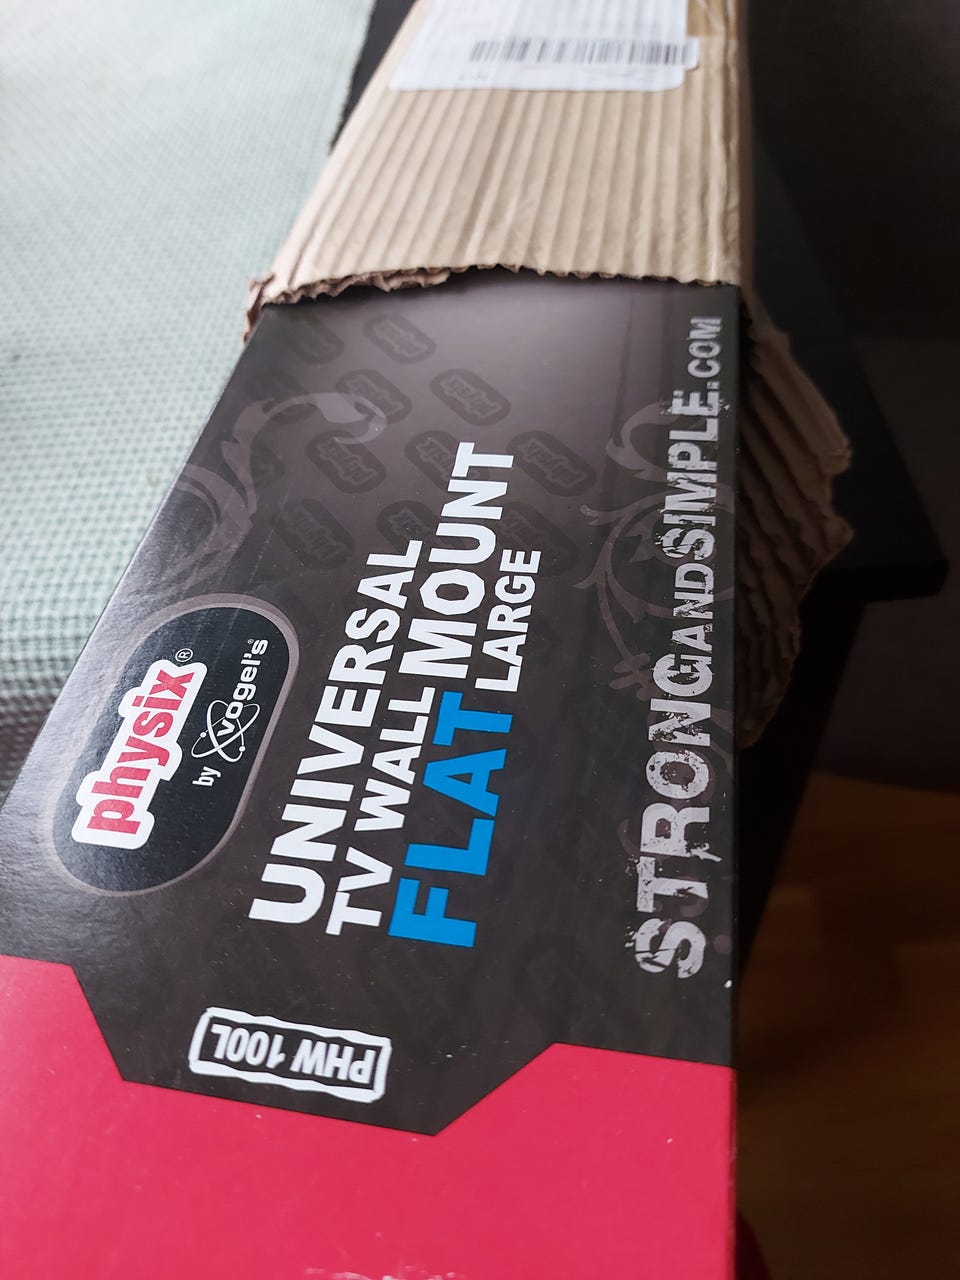 physix®
by vogel's®
UNIVERSAL
TV WALL MOUNT
FLAT LARGE
STRONGANDSIMPLE.COM
PHW 100L